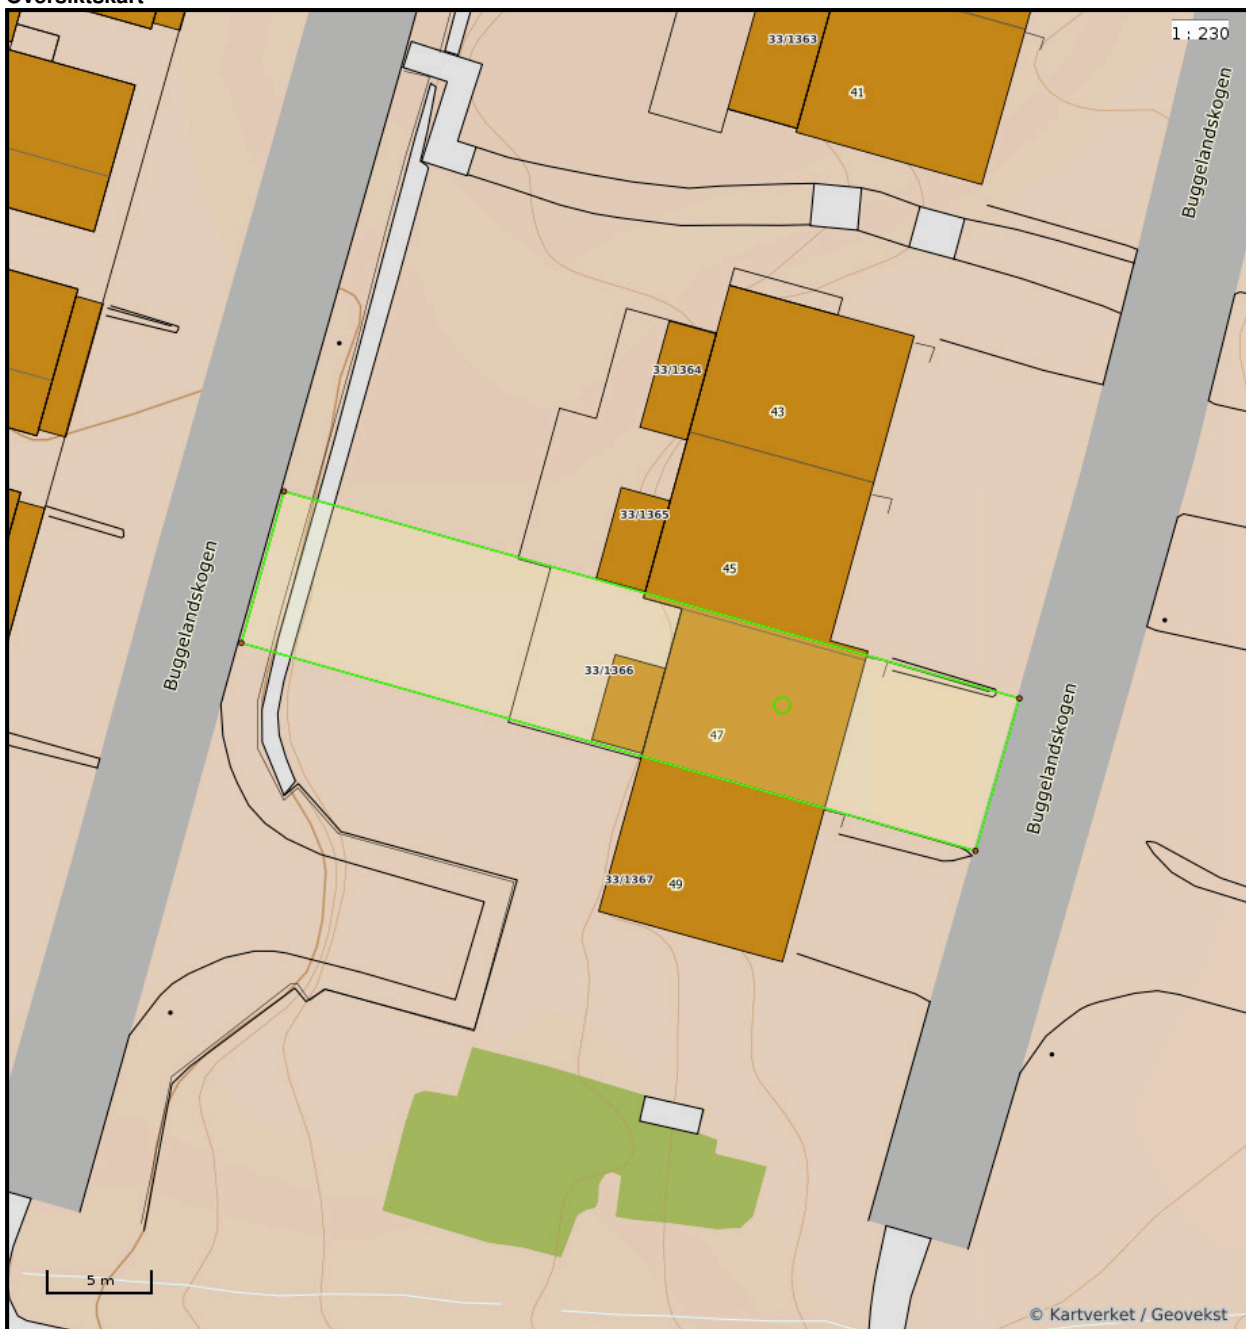 Oversiktskart
1 : 230
33/1363
41
Buggelandskogen
33/1364
43
33/1365
45
Buggelandskogen
33/1366
47
Buggelandskogen
33/1367
49
5 m
© Kartverket / Geovekst